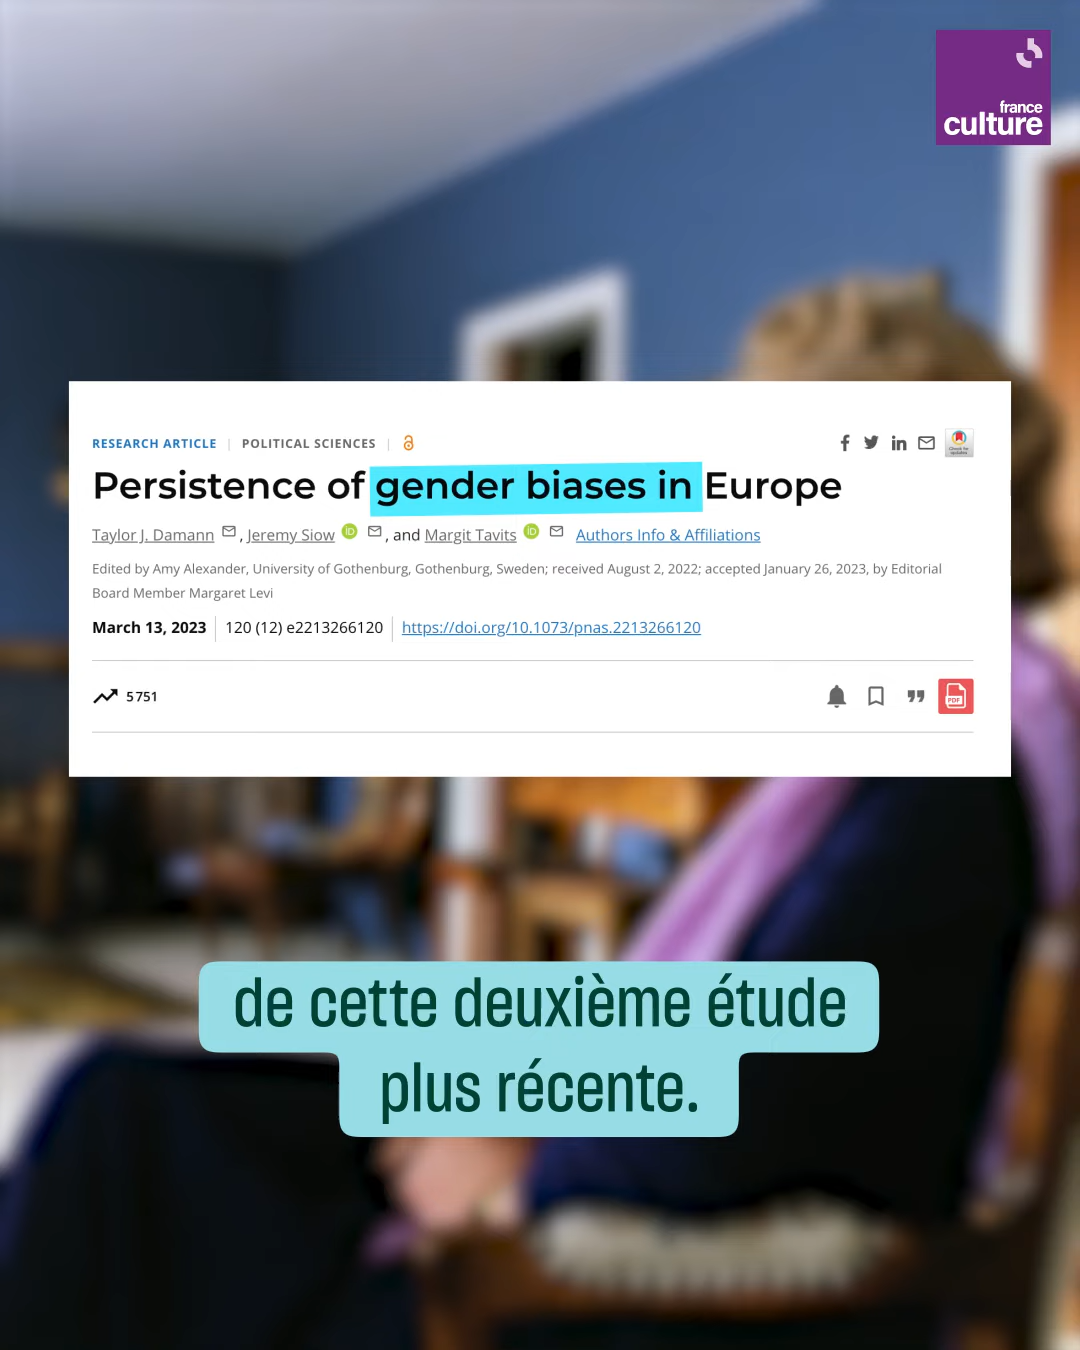 france
culture
RESEARCH ARTICLE | POLITICAL SCIENCES |
Persistence of gender biases in Europe
Taylor J. Damann, Jeremy Siow iD, and Margit Tavits iD Authors Info & Affiliations
Edited by Amy Alexander, University of Gothenburg, Gothenburg, Sweden; received August 2, 2022; accepted January 26, 2023, by Editorial
Board Member Margaret Levi
March 13, 2023 | 120 (12) e2213266120 | https://doi.org/10.1073/pnas.2213266120
5 751
PDF
de cette deuxième étude
plus récente.